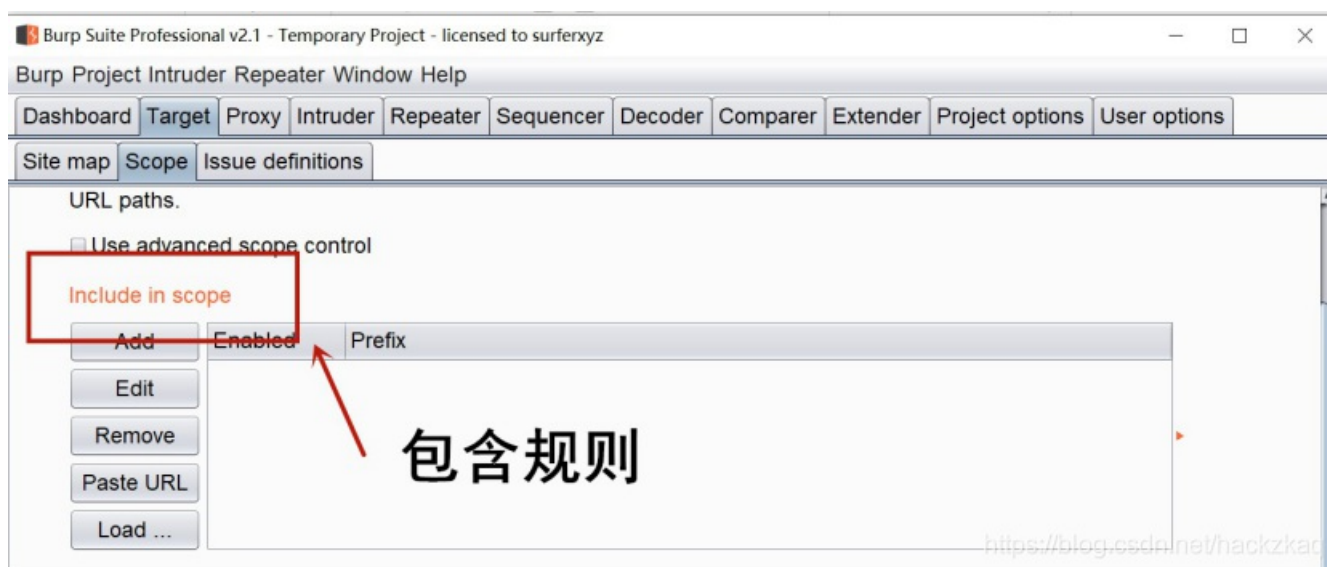 Burp Suite Professional v2.1 - Temporary Project - licensed to surferxyz
Burp Project Intruder Repeater Window Help
Dashboard Target Proxy Intruder Repeater Sequencer Decoder Comparer Extender Project options User options
Site map Scope Issue definitions
URL paths.
Use advanced scope control
Include in scope
Add Enabled Prefix
Edit
Remove
包含规则
Paste URL
Load ...
https://blog.csdn.net/hackzkaq